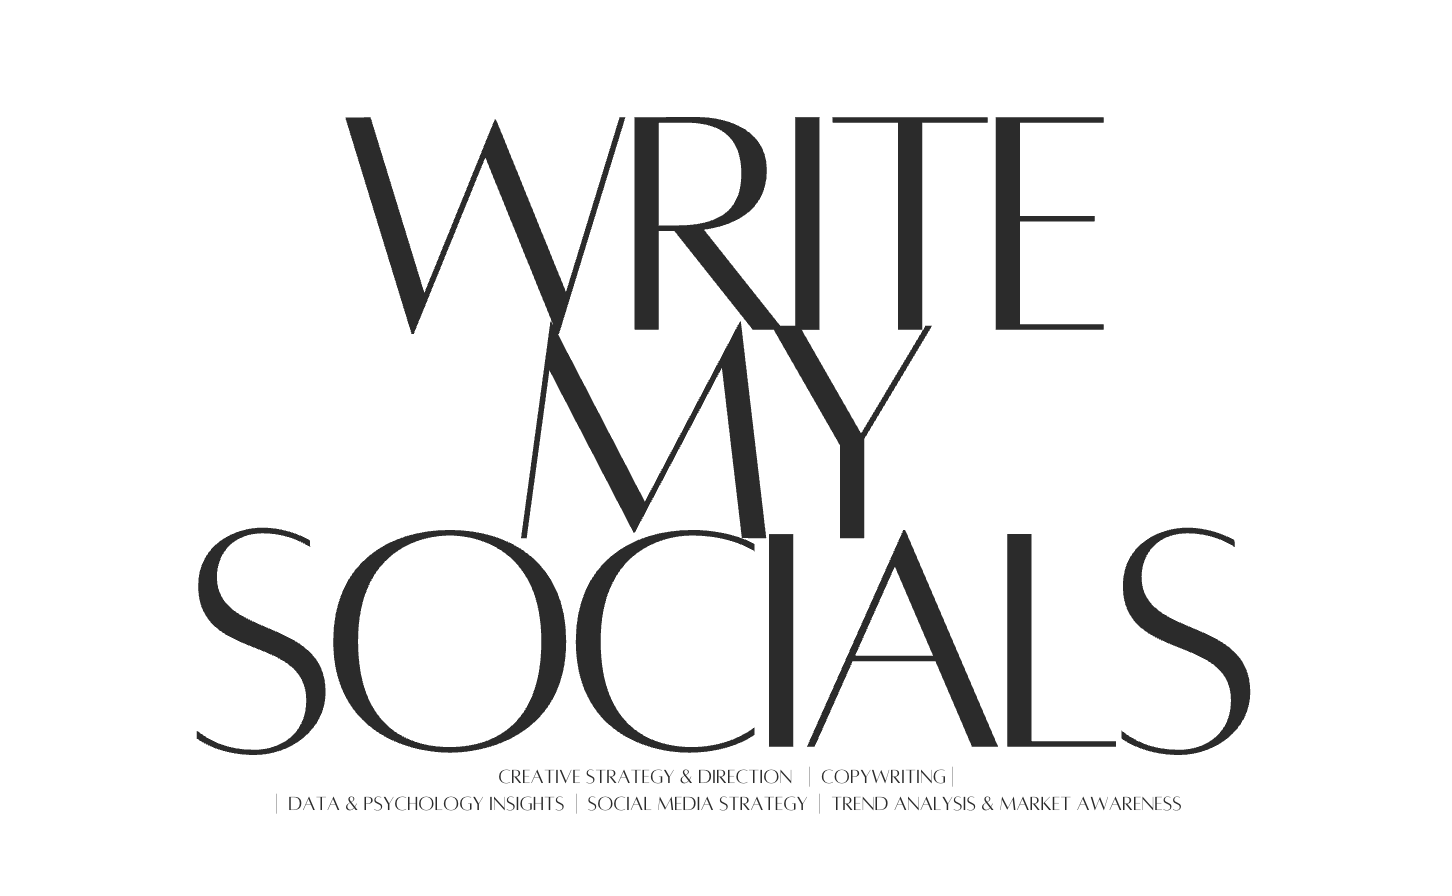 WRITE
MY
SOCIALS
CREATIVE STRATEGY & DIRECTION | COPYWRITING |
| DATA & PSYCHOLOGY INSIGHTS | SOCIAL MEDIA STRATEGY | TREND ANALYSIS & MARKET AWARENESS